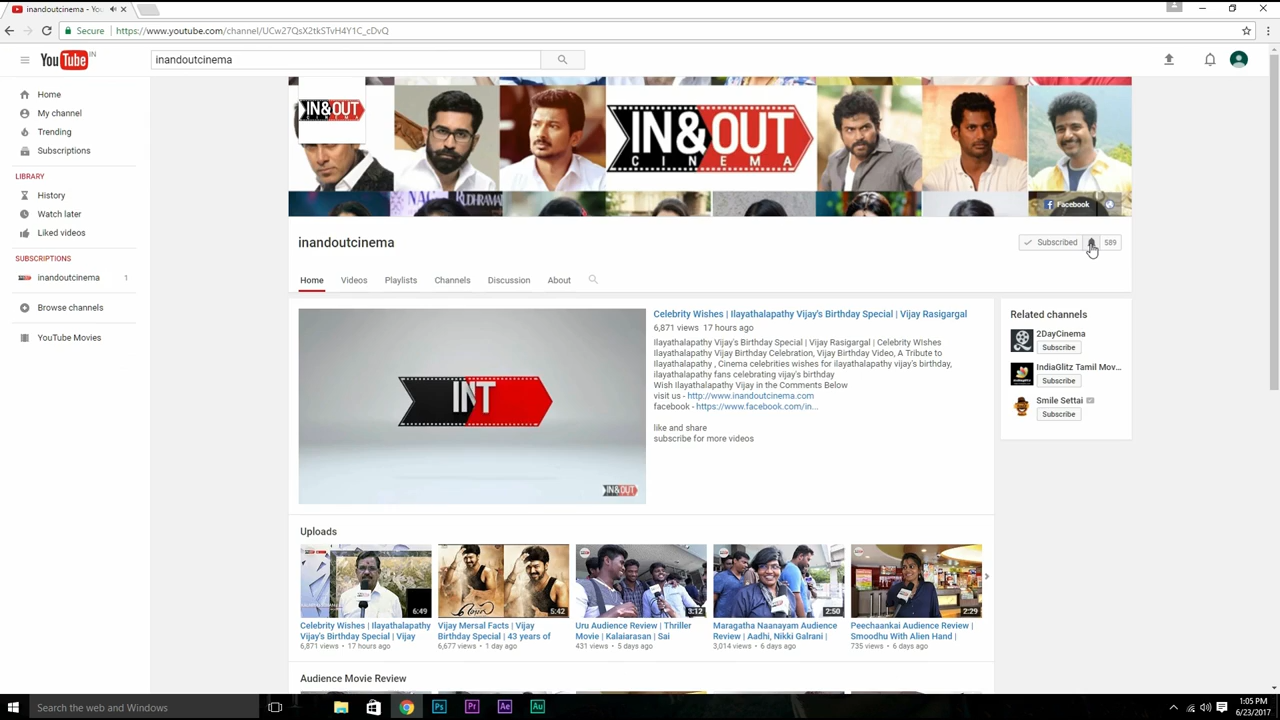 inandoutcinema - You
Secure
https://www.youtube.com/channel/UCw27QsX2tkSTvH4Y1C_cDvQ
YouTube IN
inandoutcinema
Home
My channel
Trending
Subscriptions
LIBRARY
History
Watch later
Liked videos
SUBSCRIPTIONS
inandoutcinema 1
Browse channels
YouTube Movies
IN&OUT
CINEMA
IN&OUT
CINEMA
Facebook
inandoutcinema
Subscribed 589
Home Videos Playlists Channels Discussion About
INT
IN&OUT
Celebrity Wishes | Ilayathalapathy Vijay's Birthday Special | Vijay Rasigargal
6,871 views 17 hours ago
Ilayathalapathy Vijay's Birthday Special | Vijay Rasigargal | Celebrity WIshes
Ilayathalapathy Vijay Birthday Celebration, Vijay Birthday Video, A Tribute to
Ilayathalapathy , Cinema celebrities wishes for ilayathalapathy vijay's birthday,
ilayathalapathy fans celebrating vijay's birthday
Wish Ilayathalapathy Vijay in the Comments Below
visit us - http://www.inandoutcinema.com
facebook - https://www.facebook.com/in...
like and share
subscribe for more videos
Related channels
2DayCinema
Subscribe
IndiaGlitz Tamil Mov...
Subscribe
Smile Settai
Subscribe
Uploads
6:49
5:42
3:12
2:50
2:29
Celebrity Wishes | Ilayathalapathy
Vijay's Birthday Special | Vijay
6,871 views • 17 hours ago
Vijay Mersal Facts | Vijay
Birthday Special | 43 years of
6,677 views • 1 day ago
Uru Audience Review | Thriller
Movie | Kalaiarasan | Sai
431 views • 5 days ago
Maragatha Naanayam Audience
Review | Aadhi, Nikki Galrani |
3,014 views • 6 days ago
Peechaankai Audience Review |
Smoodhu With Alien Hand |
735 views • 6 days ago
Audience Movie Review
Search the web and Windows
Ps
Pr
Ae
Au
1:05 PM
6/23/2017